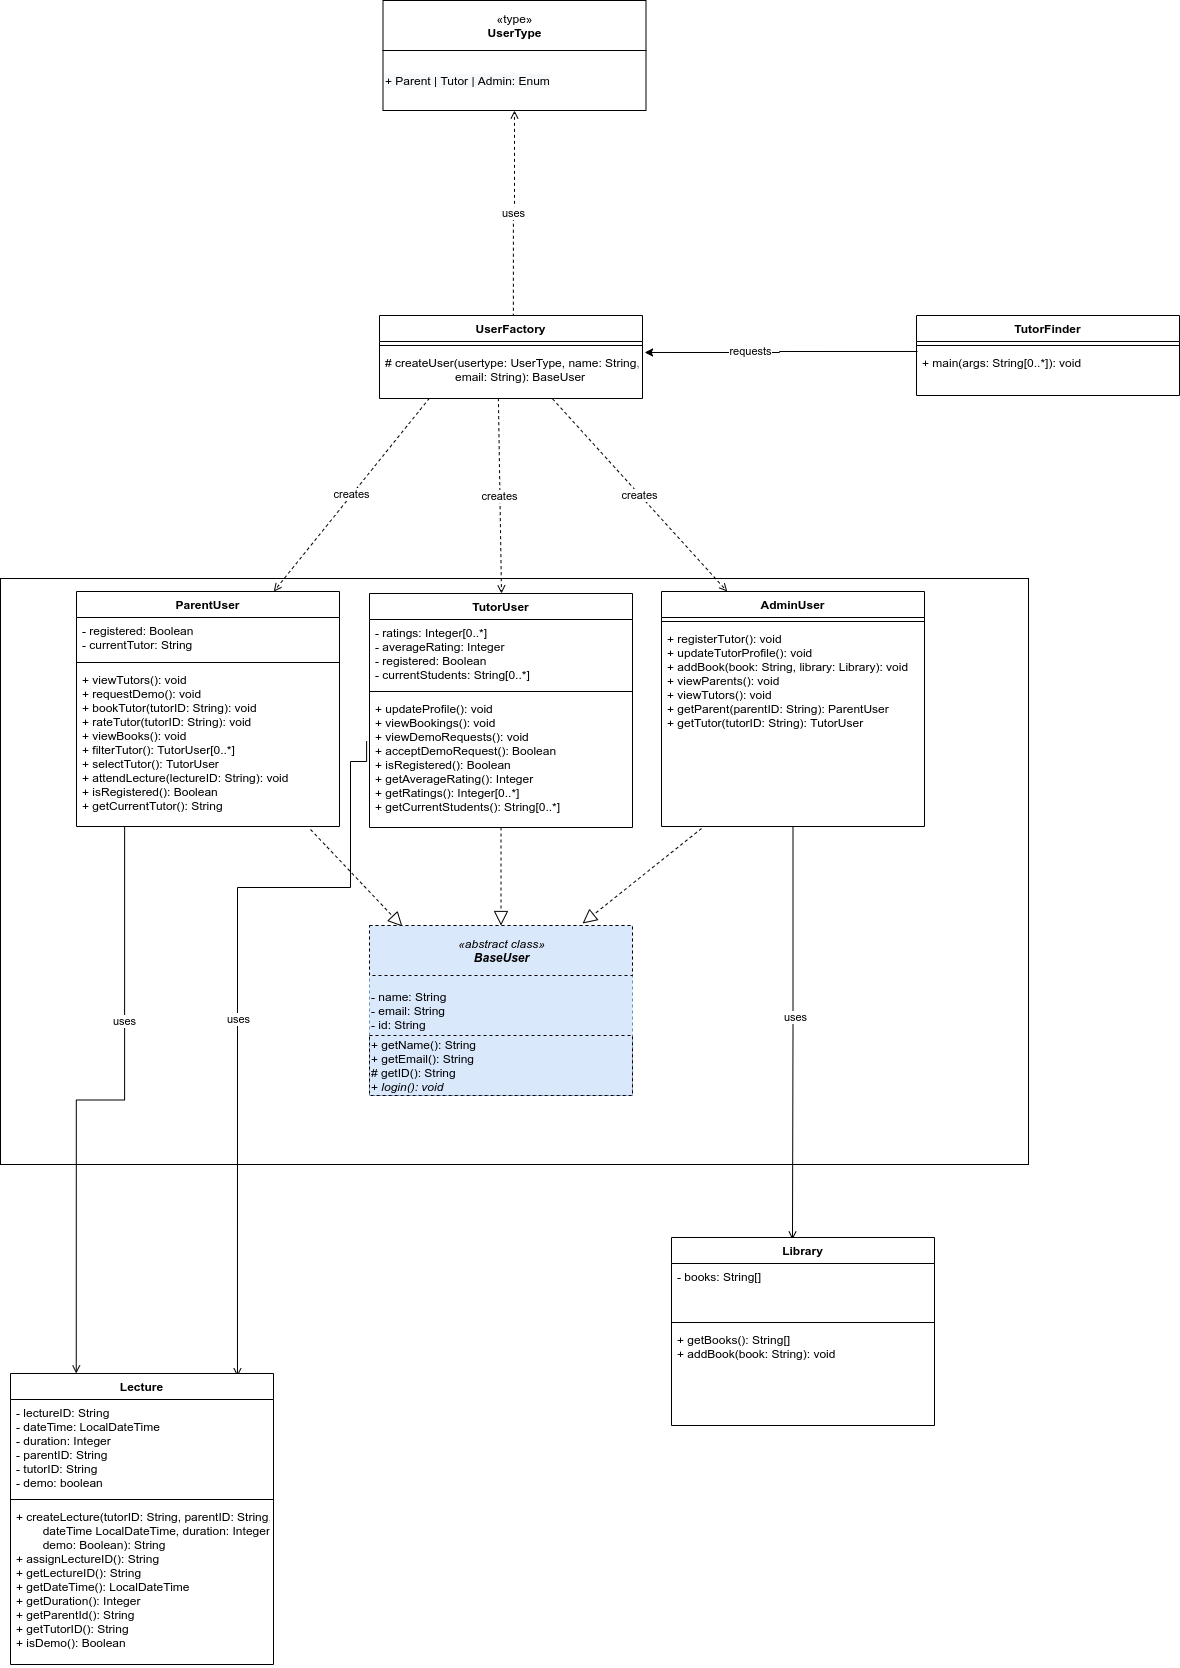 «type»
UserType
+ Parent | Tutor | Admin: Enum
uses
UserFactory
# createUser(usertype: UserType, name: String,
email: String): BaseUser
requests
TutorFinder
+ main(args: String[0..*]): void
creates
creates
creates
ParentUser
- registered: Boolean
- currentTutor: String
+ viewTutors(): void
+ requestDemo(): void
+ bookTutor(tutorID: String): void
+ rateTutor(tutorID: String): void
+ viewBooks(): void
+ filterTutor(): TutorUser[0..*]
+ selectTutor(): TutorUser
+ attendLecture(lectureID: String): void
+ isRegistered(): Boolean
+ getCurrentTutor(): String
TutorUser
- ratings: Integer[0..*]
- averageRating: Integer
- registered: Boolean
- currentStudents: String[0..*]
+ updateProfile(): void
+ viewBookings(): void
+ viewDemoRequests(): void
+ acceptDemoRequest(): Boolean
+ isRegistered(): Boolean
+ getAverageRating(): Integer
+ getRatings(): Integer[0..*]
+ getCurrentStudents(): String[0..*]
AdminUser
+ registerTutor(): void
+ updateTutorProfile(): void
+ addBook(book: String, library: Library): void
+ viewParents(): void
+ viewTutors(): void
+ getParent(parentID: String): ParentUser
+ getTutor(tutorID: String): TutorUser
«abstract class»
BaseUser
- name: String
- email: String
- id: String
+ getName(): String
+ getEmail(): String
# getID(): String
+ login(): void
uses
uses
uses
Library
- books: String[]
+ getBooks(): String[]
+ addBook(book: String): void
Lecture
- lectureID: String
- dateTime: LocalDateTime
- duration: Integer
- parentID: String
- tutorID: String
- demo: boolean
+ createLecture(tutorID: String, parentID: String
dateTime LocalDateTime, duration: Integer
demo: Boolean): String
+ assignLectureID(): String
+ getLectureID(): String
+ getDateTime(): LocalDateTime
+ getDuration(): Integer
+ getParentId(): String
+ getTutorID(): String
+ isDemo(): Boolean